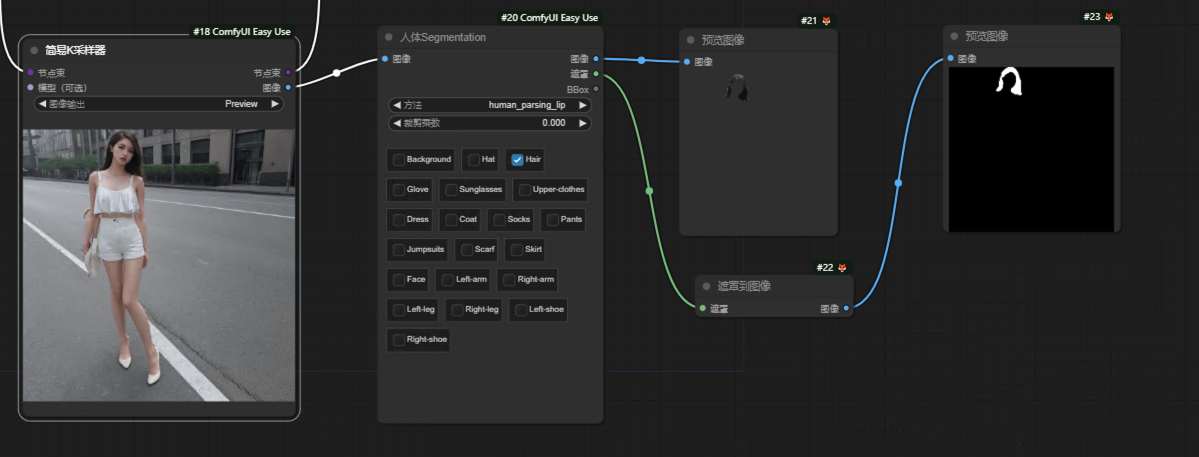 #18 ComfyUI Easy Use
简易K采样器
节点束 节点束
模型（可选） 图像
图像输出 Preview
#20 ComfyUI Easy Use
人体Segmentation
图像 图像
遮罩
BBox
方法 human_parsing_lip
裁剪乘数 0.000
Background Hat Hair
Glove Sunglasses Upper-clothes
Dress Coat Socks Pants
Jumpsuits Scarf Skirt
Face Left-arm Right-arm
Left-leg Right-leg Left-shoe
Right-shoe
#21 🦊
预览图像
图像
#22 🦊
遮罩到图像
遮罩 图像
#23 🦊
预览图像
图像